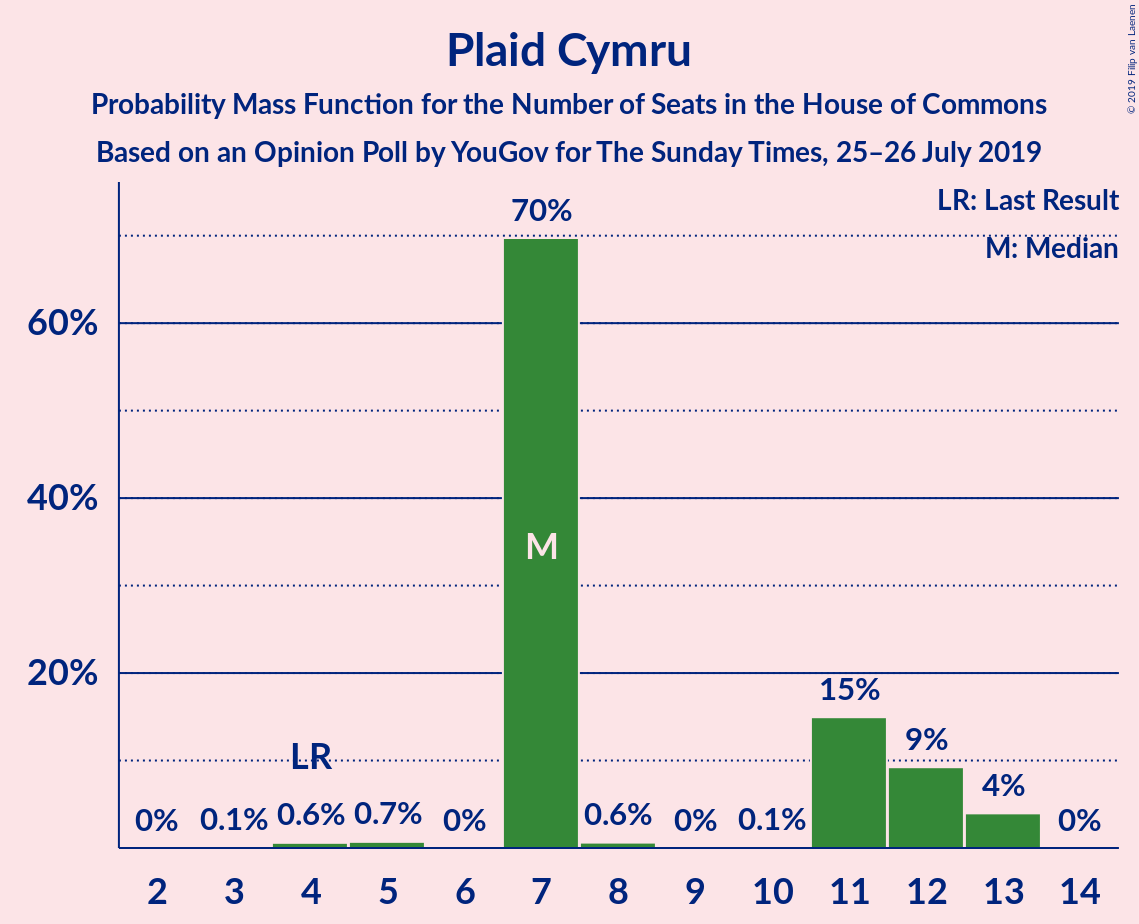 Plaid Cymru
Probability Mass Function for the Number of Seats in the House of Commons
Based on an Opinion Poll by YouGov for The Sunday Times, 25–26 July 2019
© 2019 Filip van Laenen
LR: Last Result
M: Median
60%
40%
20%
0%
0.1%
LR
0.6%
0.7%
0%
70%
M
0.6%
0%
0.1%
15%
9%
4%
0%
2 3 4 5 6 7 8 9 10 11 12 13 14